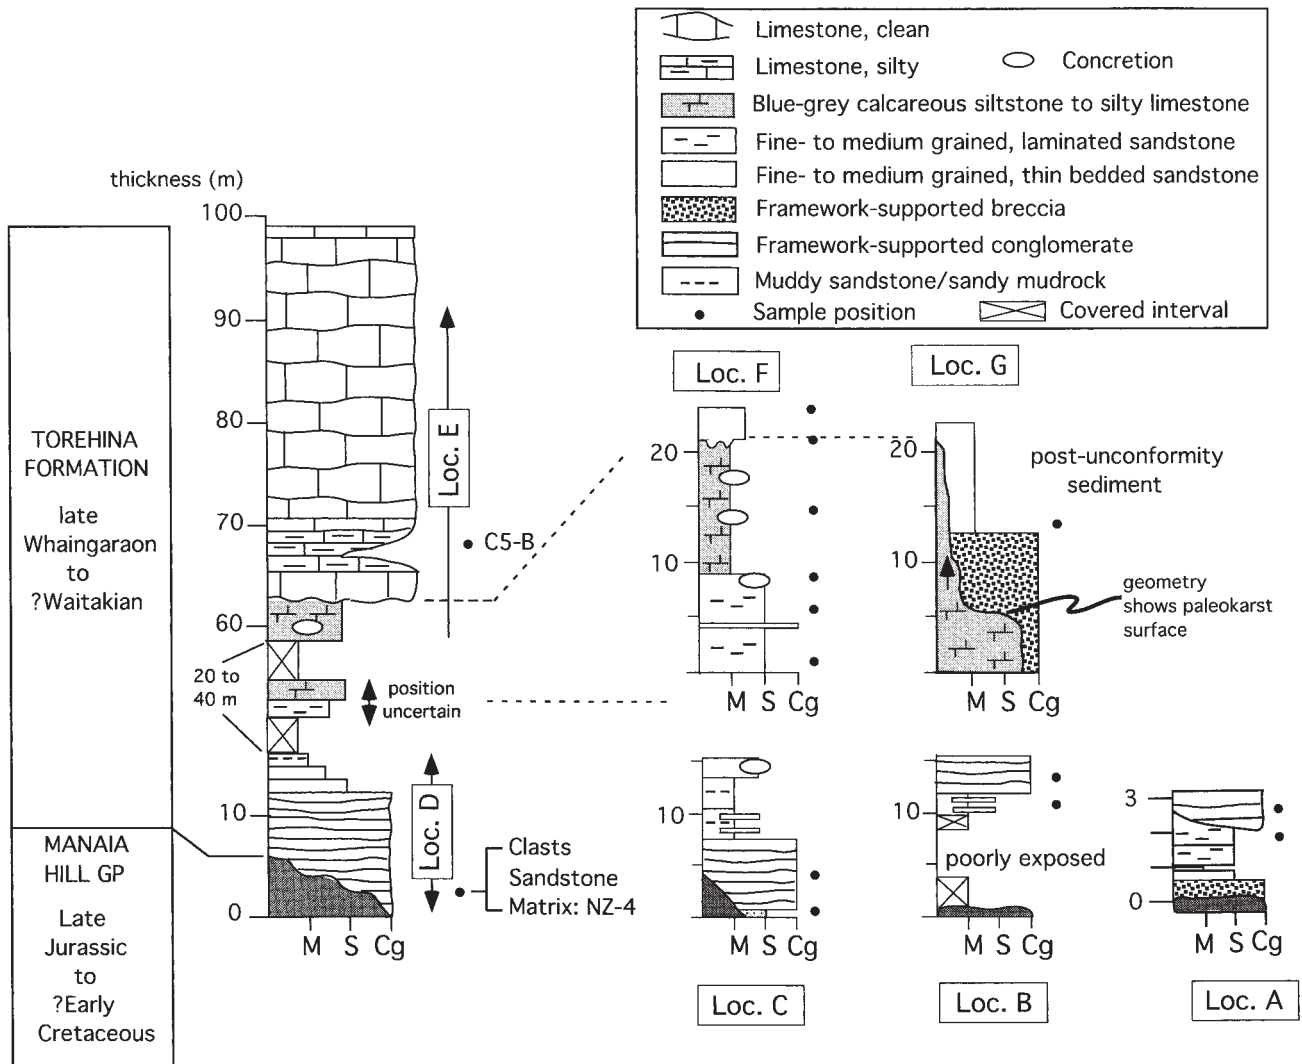 Limestone, clean
Limestone, silty
Concretion
Blue-grey calcareous siltstone to silty limestone
Fine- to medium grained, laminated sandstone
Fine- to medium grained, thin bedded sandstone
Framework-supported breccia
Framework-supported conglomerate
Muddy sandstone/sandy mudrock
Sample position
Covered interval
thickness (m)
100
90
80
70
60
20 to
40 m
10
0
M S Cg
TOREHINA
FORMATION
late
Whaingaraon
to
?Waitakian
MANAIA
HILL GP
Late
Jurassic
to
?Early
Cretaceous
Loc. E
C5-B
position
uncertain
Loc. D
Clasts
Sandstone
Matrix: NZ-4
Loc. F
20
10
M S Cg
Loc. G
20
10
M S Cg
post-unconformity
sediment
geometry
shows paleokarst
surface
10
M S Cg
Loc. C
10
poorly exposed
M S Cg
Loc. B
3
0
M S Cg
Loc. A